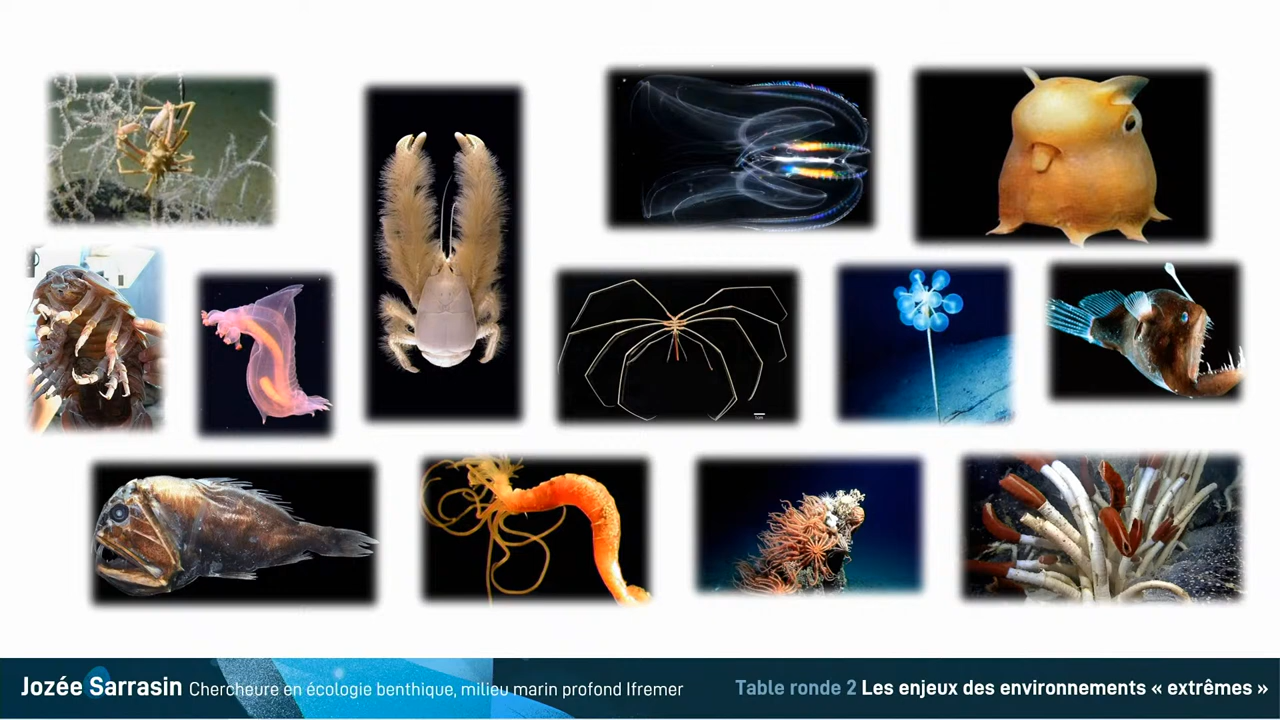 Jozée Sarrasin Chercheure en écologie benthique, milieu marin profond Ifremer
Table ronde 2 Les enjeux des environnements « extrêmes »